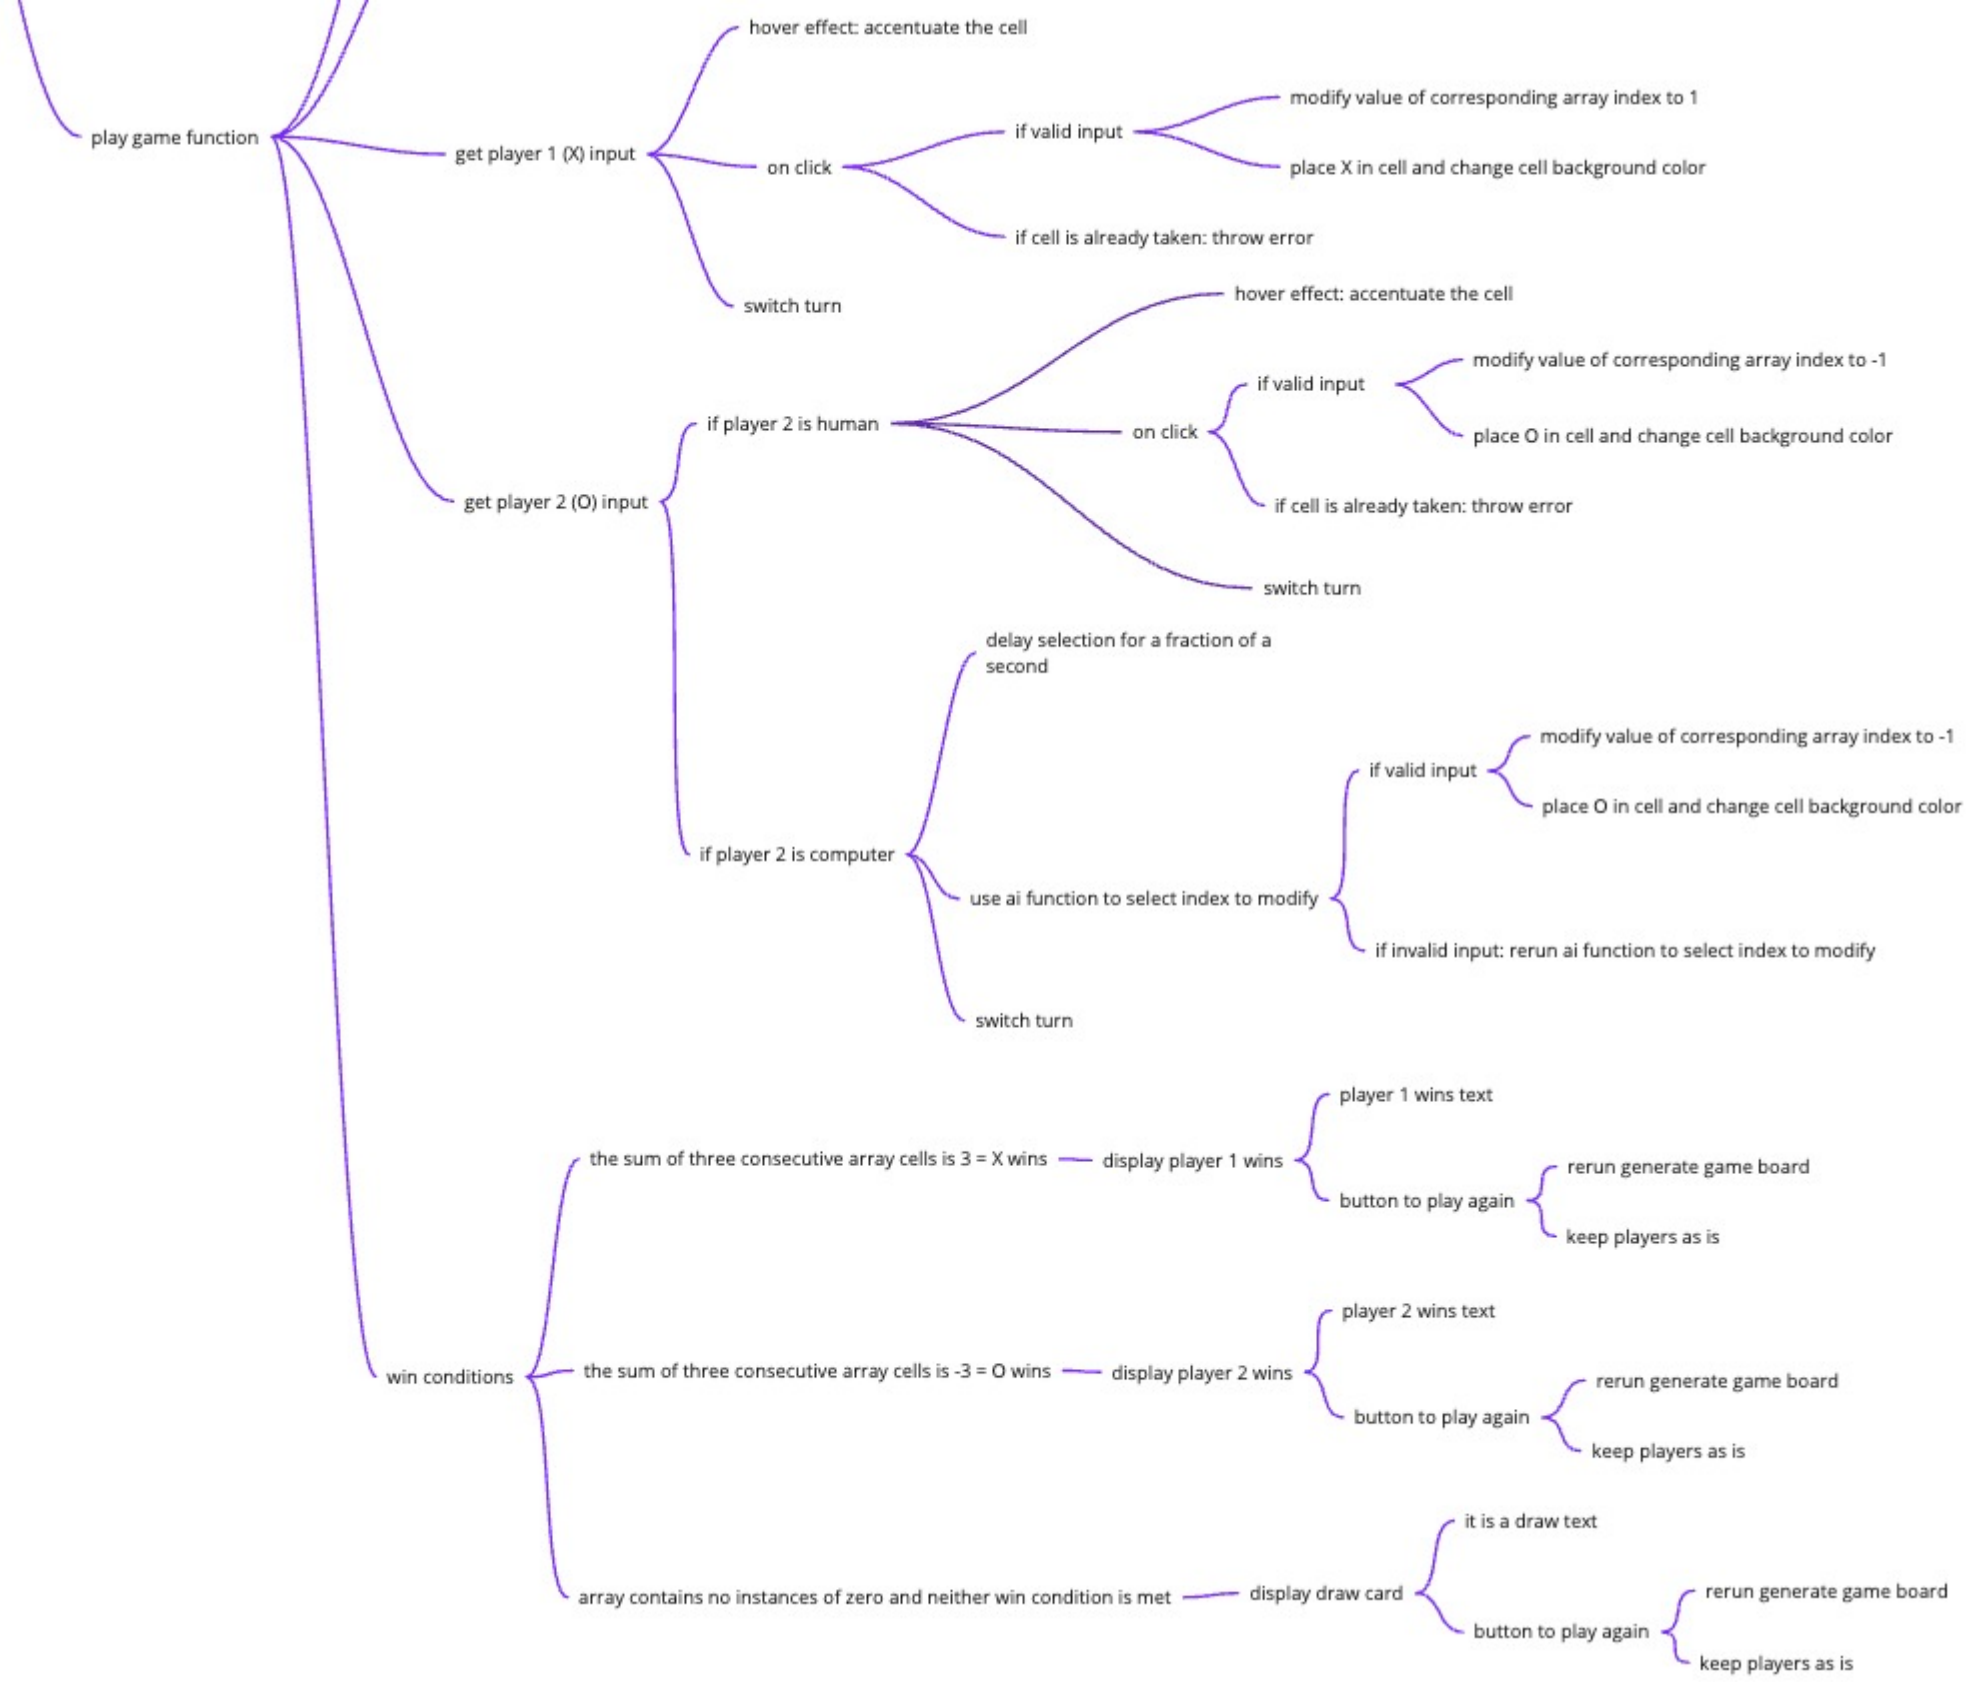 play game function
get player 1 (X) input
hover effect: accentuate the cell
on click
if valid input
modify value of corresponding array index to 1
place X in cell and change cell background color
if cell is already taken: throw error
switch turn
get player 2 (O) input
if player 2 is human
hover effect: accentuate the cell
on click
if valid input
modify value of corresponding array index to -1
place O in cell and change cell background color
if cell is already taken: throw error
switch turn
if player 2 is computer
delay selection for a fraction of a
second
use ai function to select index to modify
if valid input
modify value of corresponding array index to -1
place O in cell and change cell background color
if invalid input: rerun ai function to select index to modify
switch turn
win conditions
the sum of three consecutive array cells is 3 = X wins
display player 1 wins
player 1 wins text
button to play again
rerun generate game board
keep players as is
the sum of three consecutive array cells is -3 = O wins
display player 2 wins
player 2 wins text
button to play again
rerun generate game board
keep players as is
array contains no instances of zero and neither win condition is met
display draw card
it is a draw text
button to play again
rerun generate game board
keep players as is